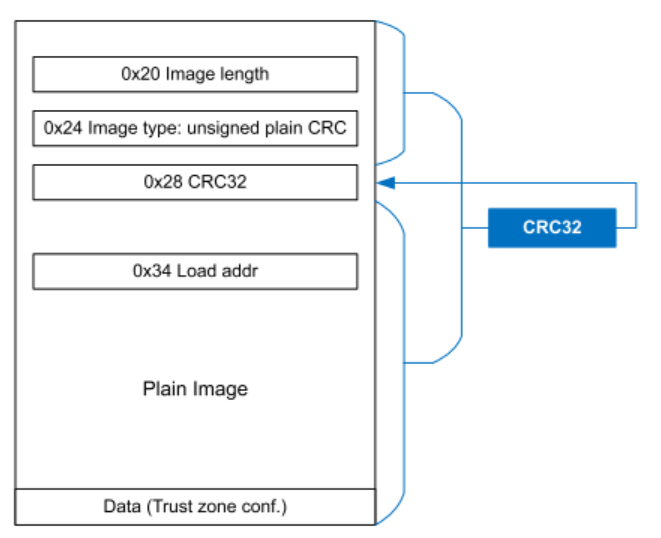 0x20 Image length
0x24 Image type: unsigned plain CRC
0x28 CRC32
CRC32
0x34 Load addr
Plain Image
Data (Trust zone conf.)